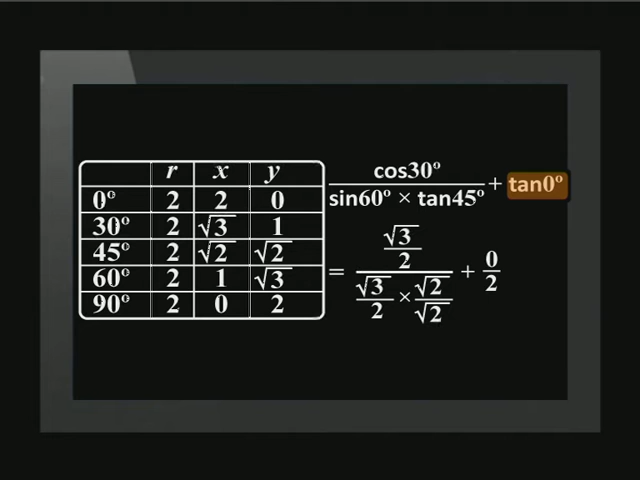 r x y
0° 2 2 0
30° 2 √3 1
45° 2 √2 √2
60° 2 1 √3
90° 2 0 2
cos30°
sin60° × tan45° + tan0°
= √3/2 / (√3/2 × √2/√2) + 0/2